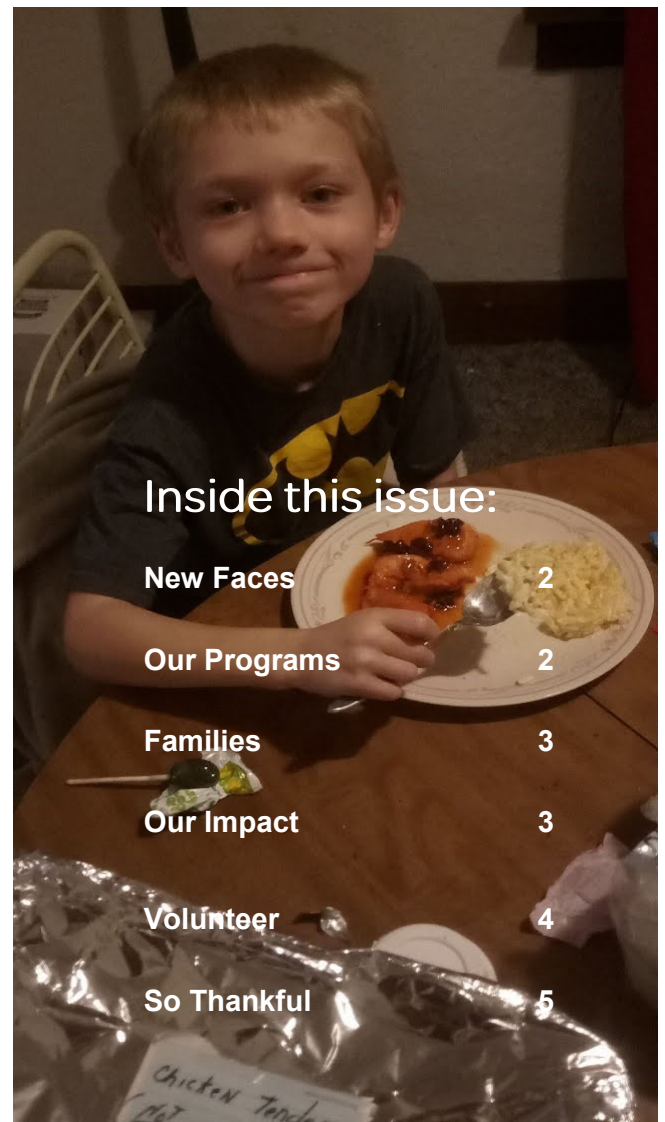 Inside this issue:
New Faces 2
Our Programs 2
Families 3
Our Impact 3
Volunteer 4
So Thankful 5
Chicken Tende